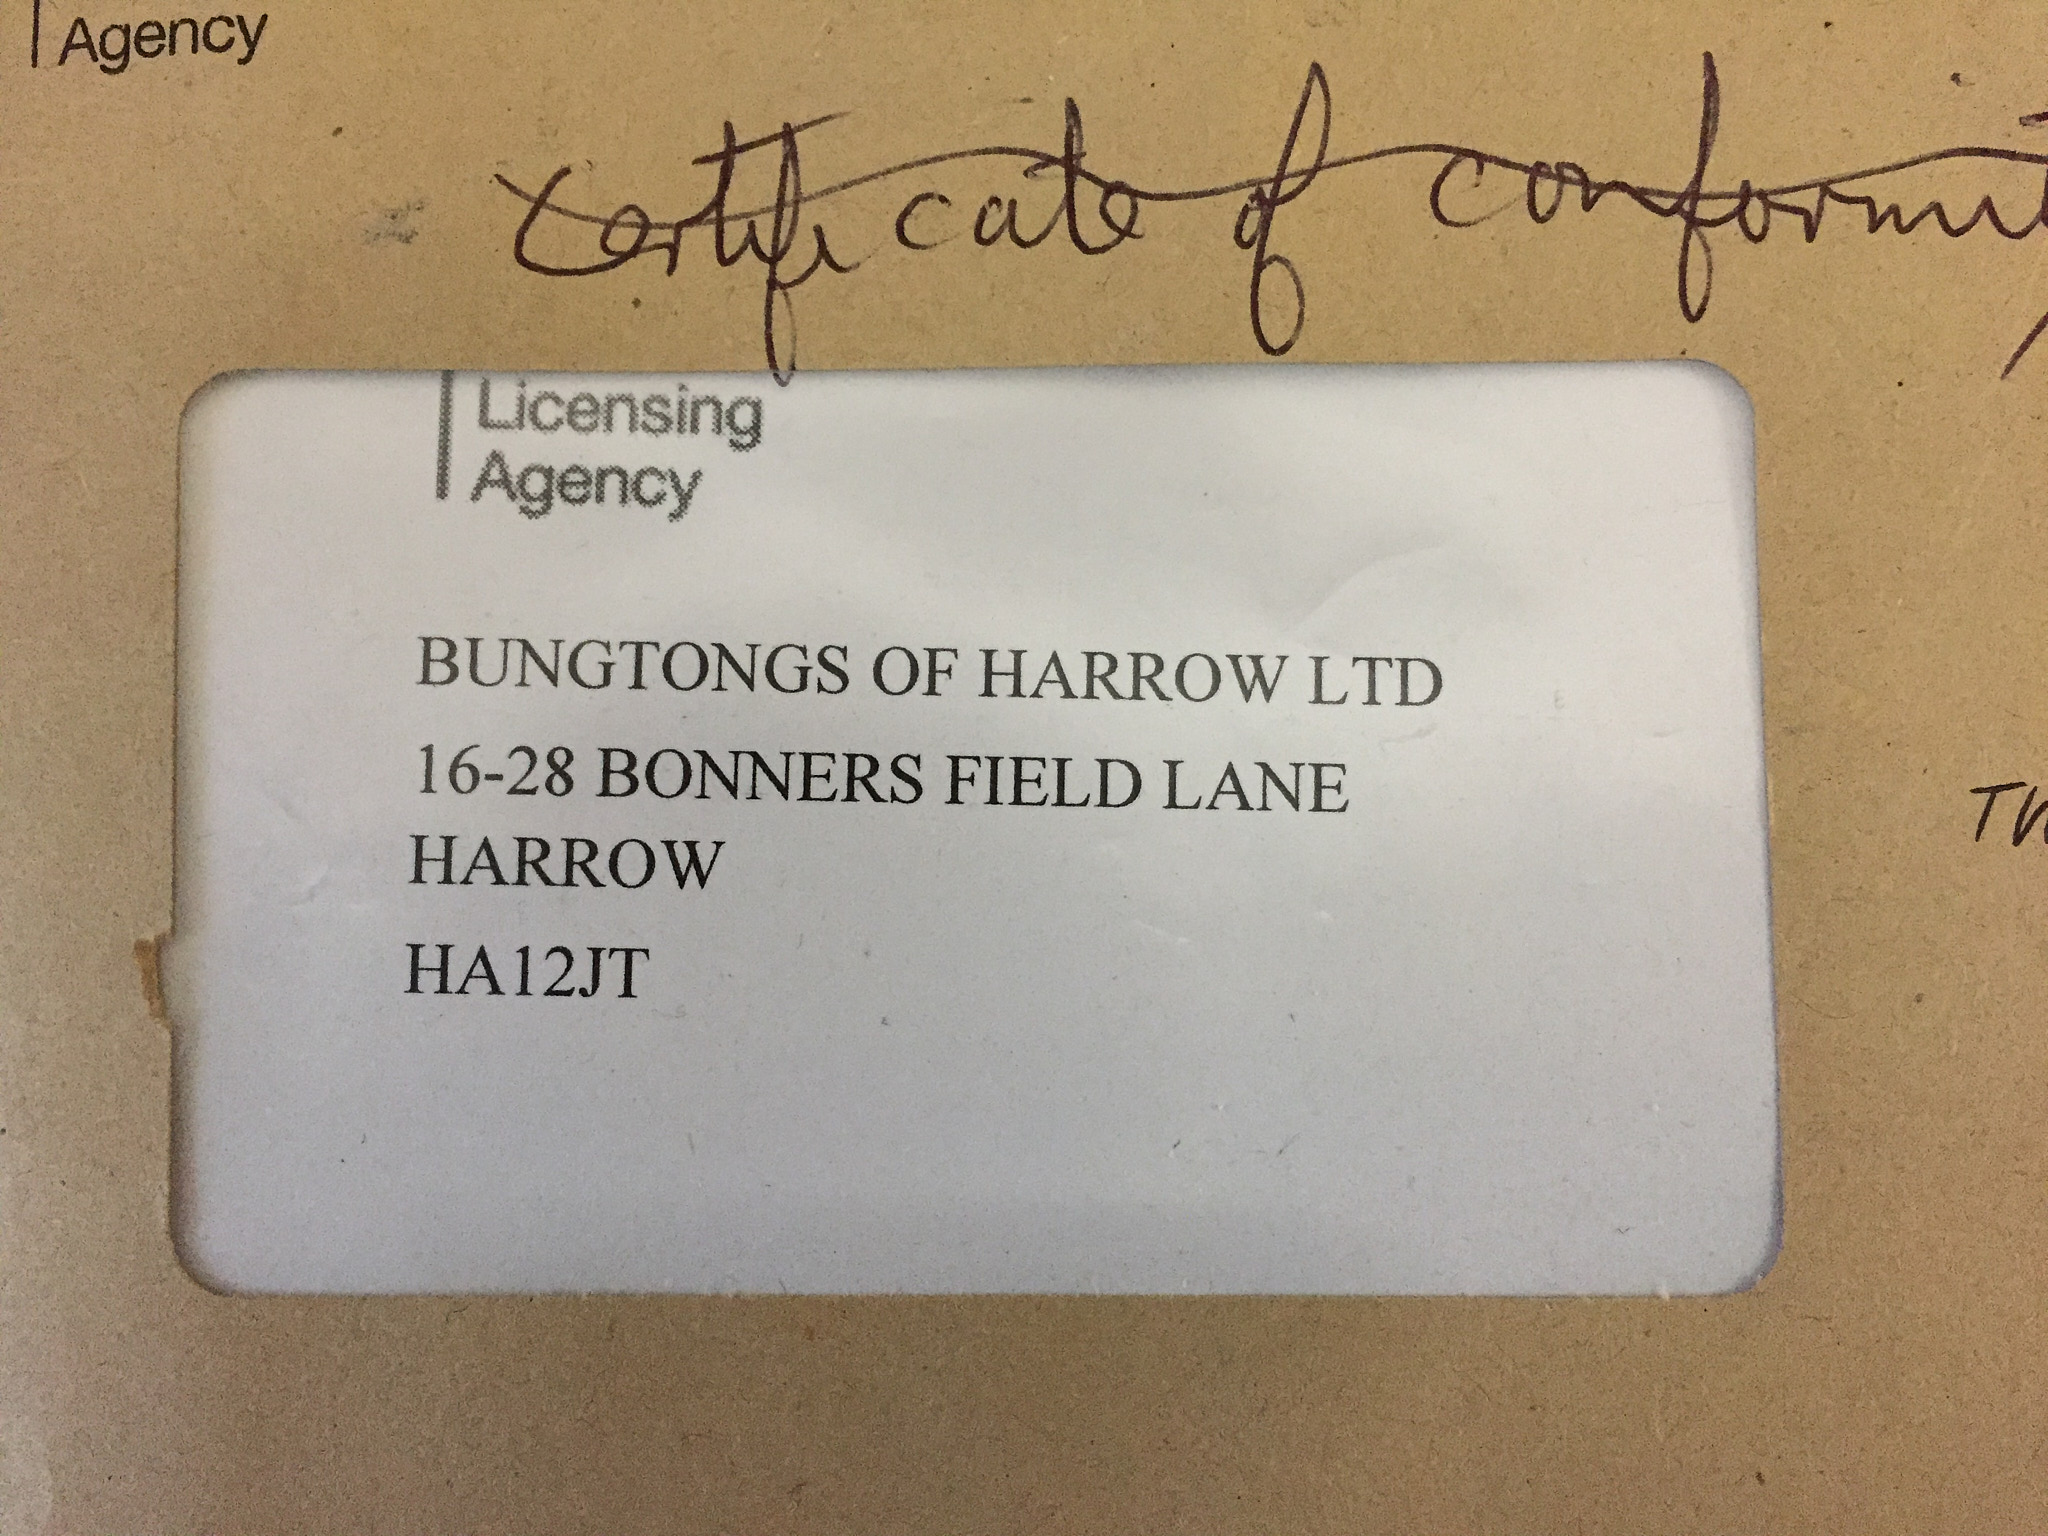 Agency
Certificate of conformit
Licensing
Agency
BUNGTONGS OF HARROW LTD
16-28 BONNERS FIELD LANE
HARROW
HA12JT